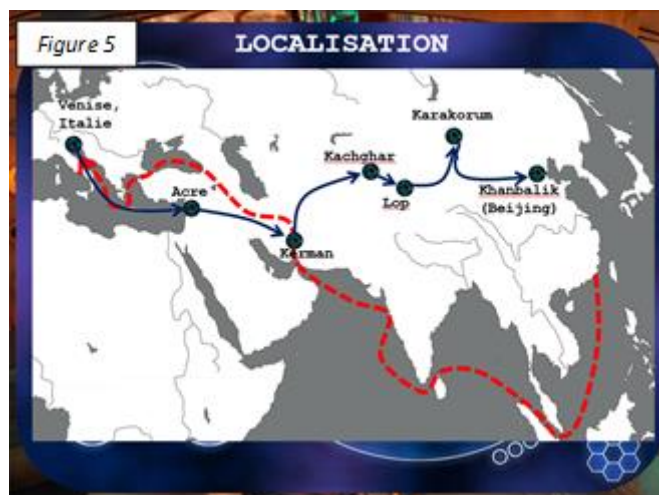 Figure 5
LOCALISATION
Venise,
Italie
Karakorum
Kachghar
Acre
Lop
Khanbalik
(Beijing)
Kerman